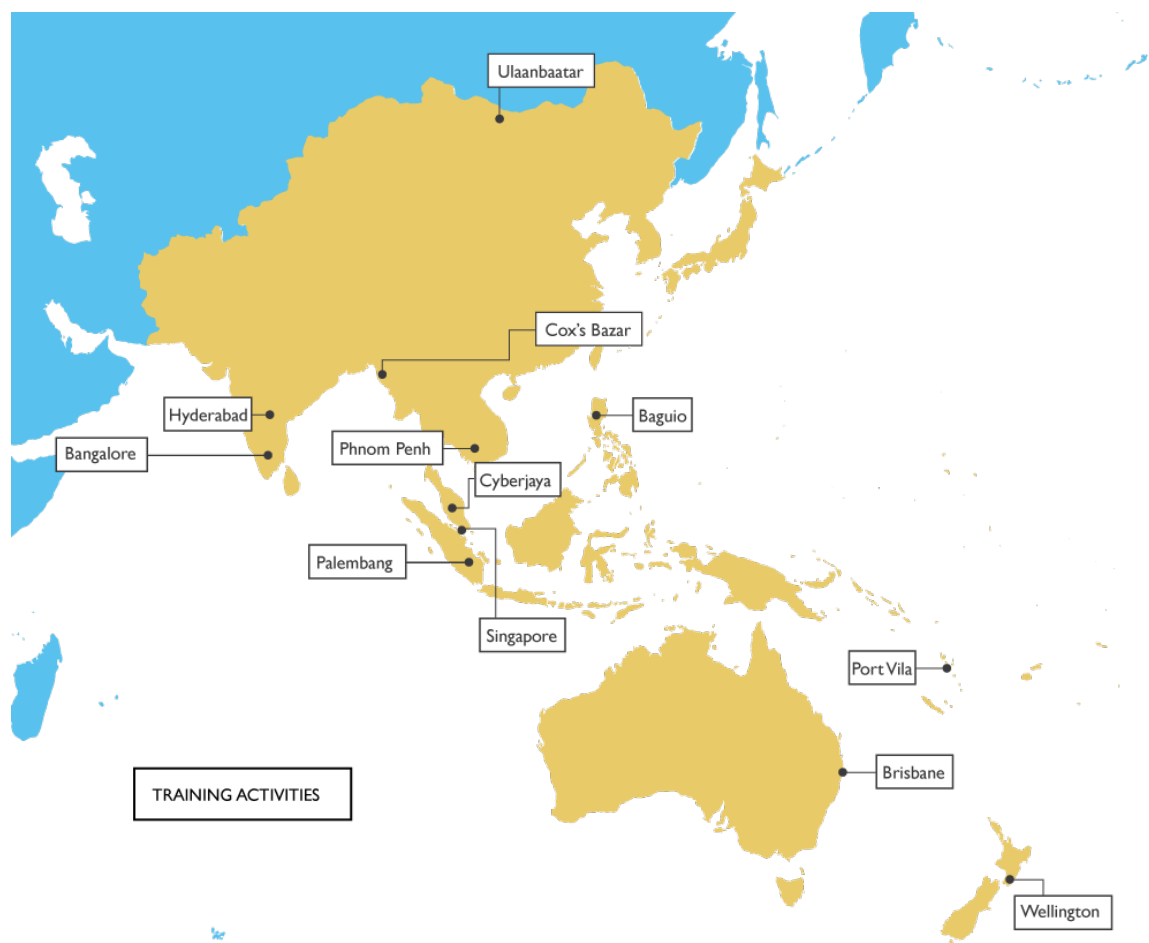 Ulaanbaatar
Cox's Bazar
Hyderabad
Baguio
Bangalore
Phnom Penh
Cyberjaya
Palembang
Singapore
Port Vila
Brisbane
TRAINING ACTIVITIES
Wellington